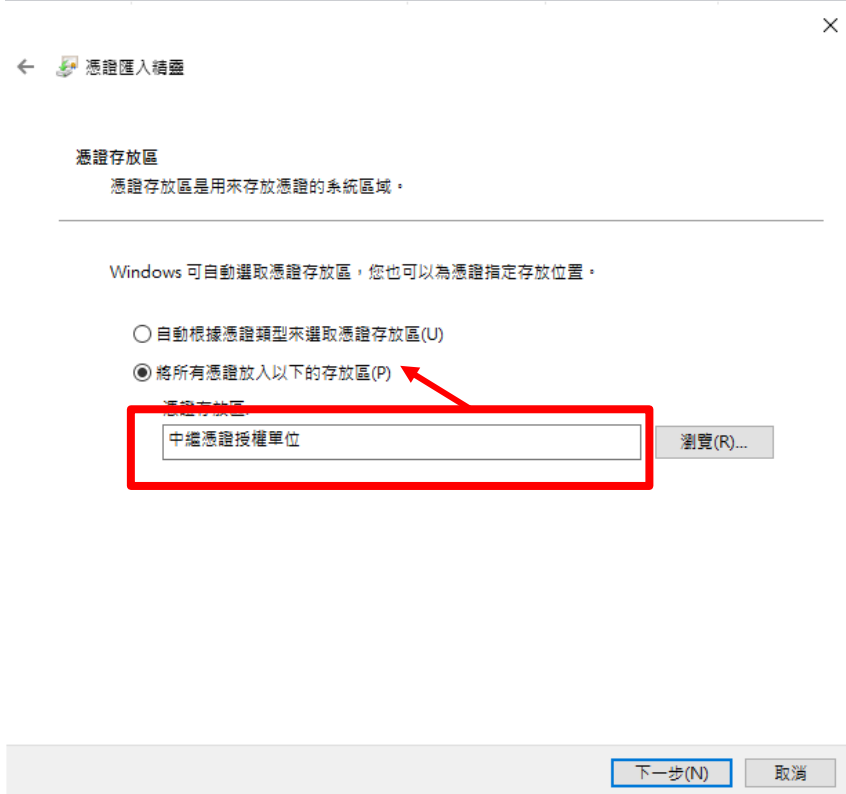 憑證匯入精靈
憑證存放區
憑證存放區是用來存放憑證的系統區域。
Windows 可自動選取憑證存放區，您也可以為憑證指定存放位置。
自動根據憑證類型來選取憑證存放區(U)
將所有憑證放入以下的存放區(P)
憑證存放區:
中繼憑證授權單位
瀏覽(R)...
下一步(N)
取消